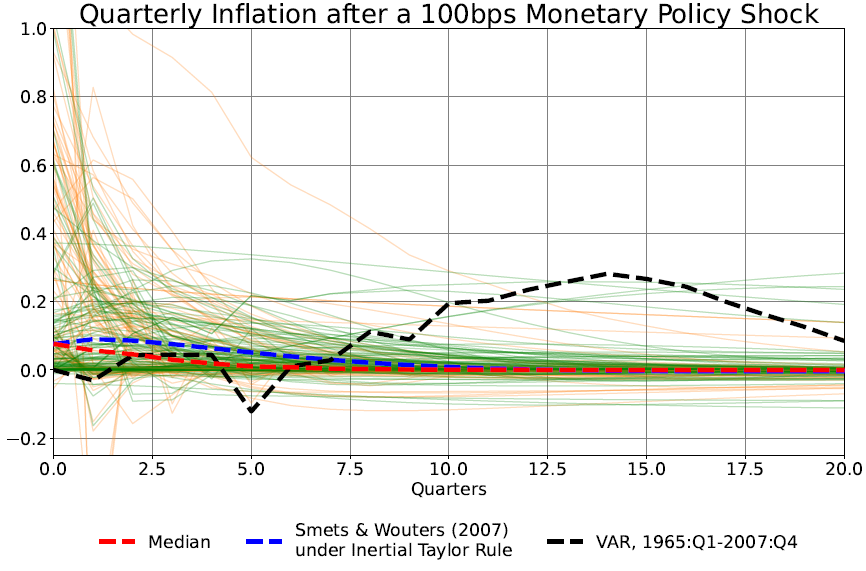 Quarterly Inflation after a 100bps Monetary Policy Shock
1.0
0.8
0.6
0.4
0.2
0.0
−0.2
0.0 2.5 5.0 7.5 10.0 12.5 15.0 17.5 20.0
Quarters
Median
Smets & Wouters (2007)
under Inertial Taylor Rule
VAR, 1965:Q1-2007:Q4